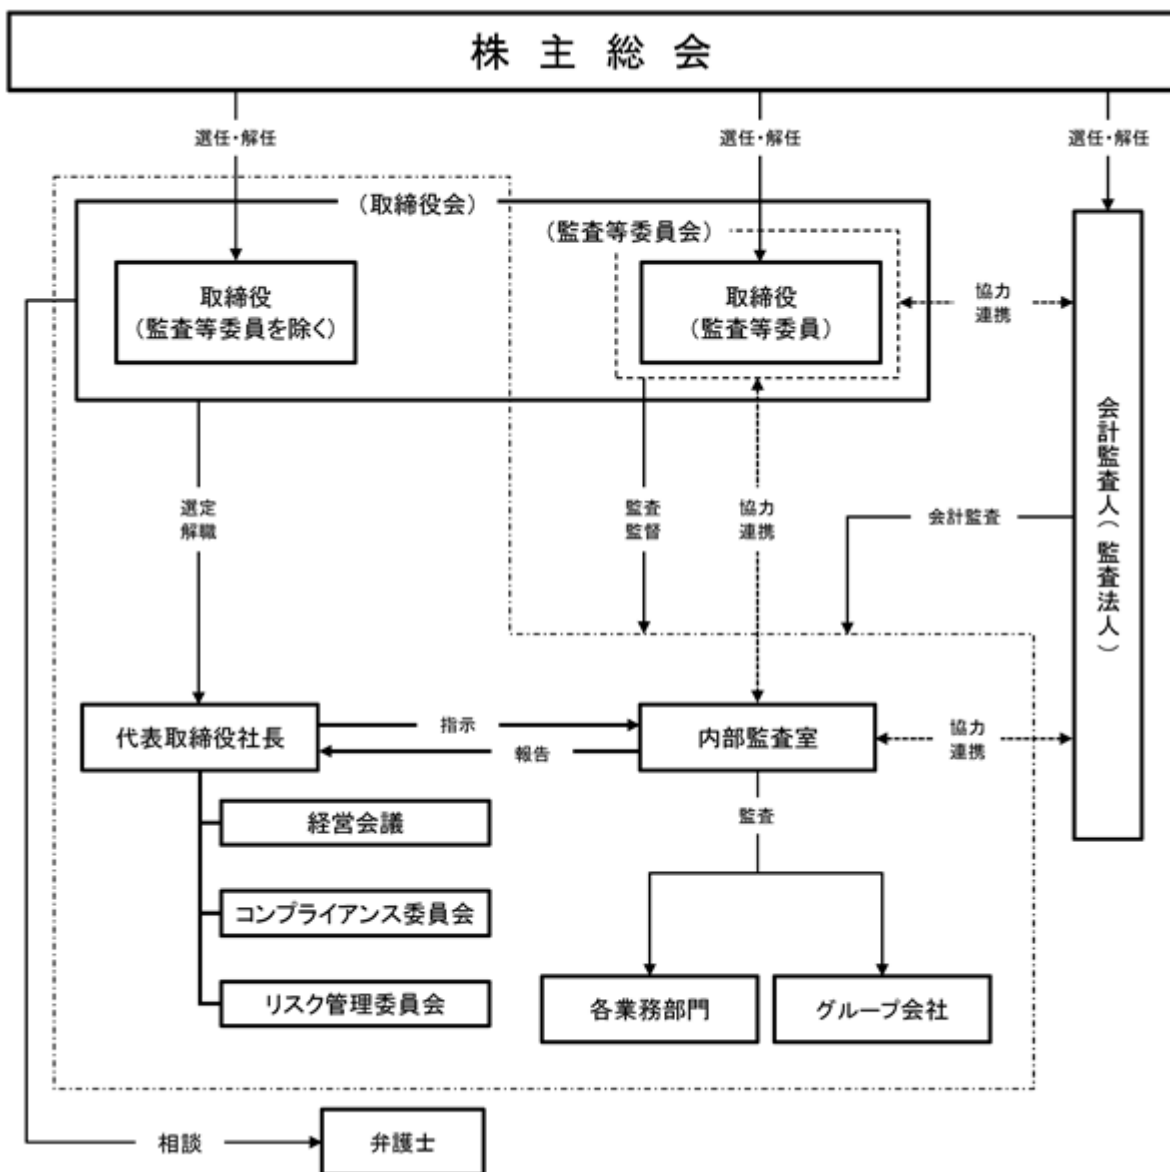 株主総会
選任・解任
選任・解任
選任・解任
（取締役会）
（監査等委員会）
取締役
（監査等委員を除く）
取締役
（監査等委員）
協力
連携
会計監査人（監査法人）
選定
解職
監査
監督
協力
連携
会計監査
代表取締役社長
指示
報告
内部監査室
協力
連携
経営会議
監査
コンプライアンス委員会
リスク管理委員会
各業務部門
グループ会社
相談
弁護士